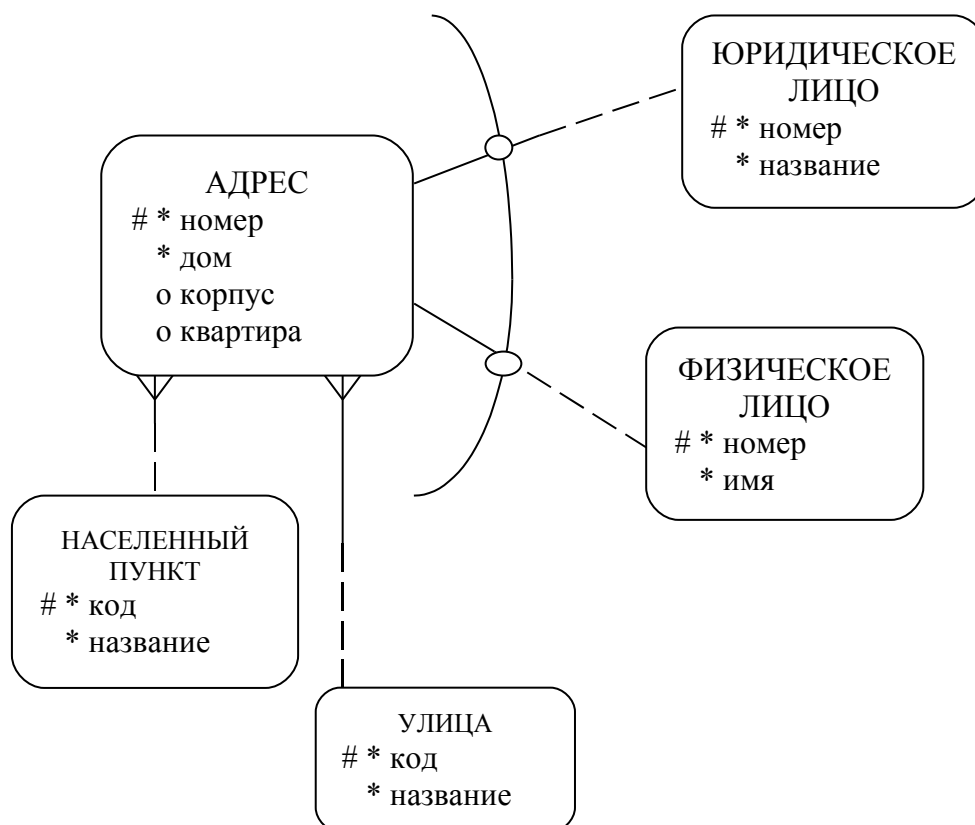 ЮРИДИЧЕСКОЕ
ЛИЦО
# * номер
* название
АДРЕС
# * номер
* дом
о корпус
о квартира
ФИЗИЧЕСКОЕ
ЛИЦО
# * номер
* имя
НАСЕЛЕННЫЙ
ПУНКТ
# * код
* название
УЛИЦА
# * код
* название